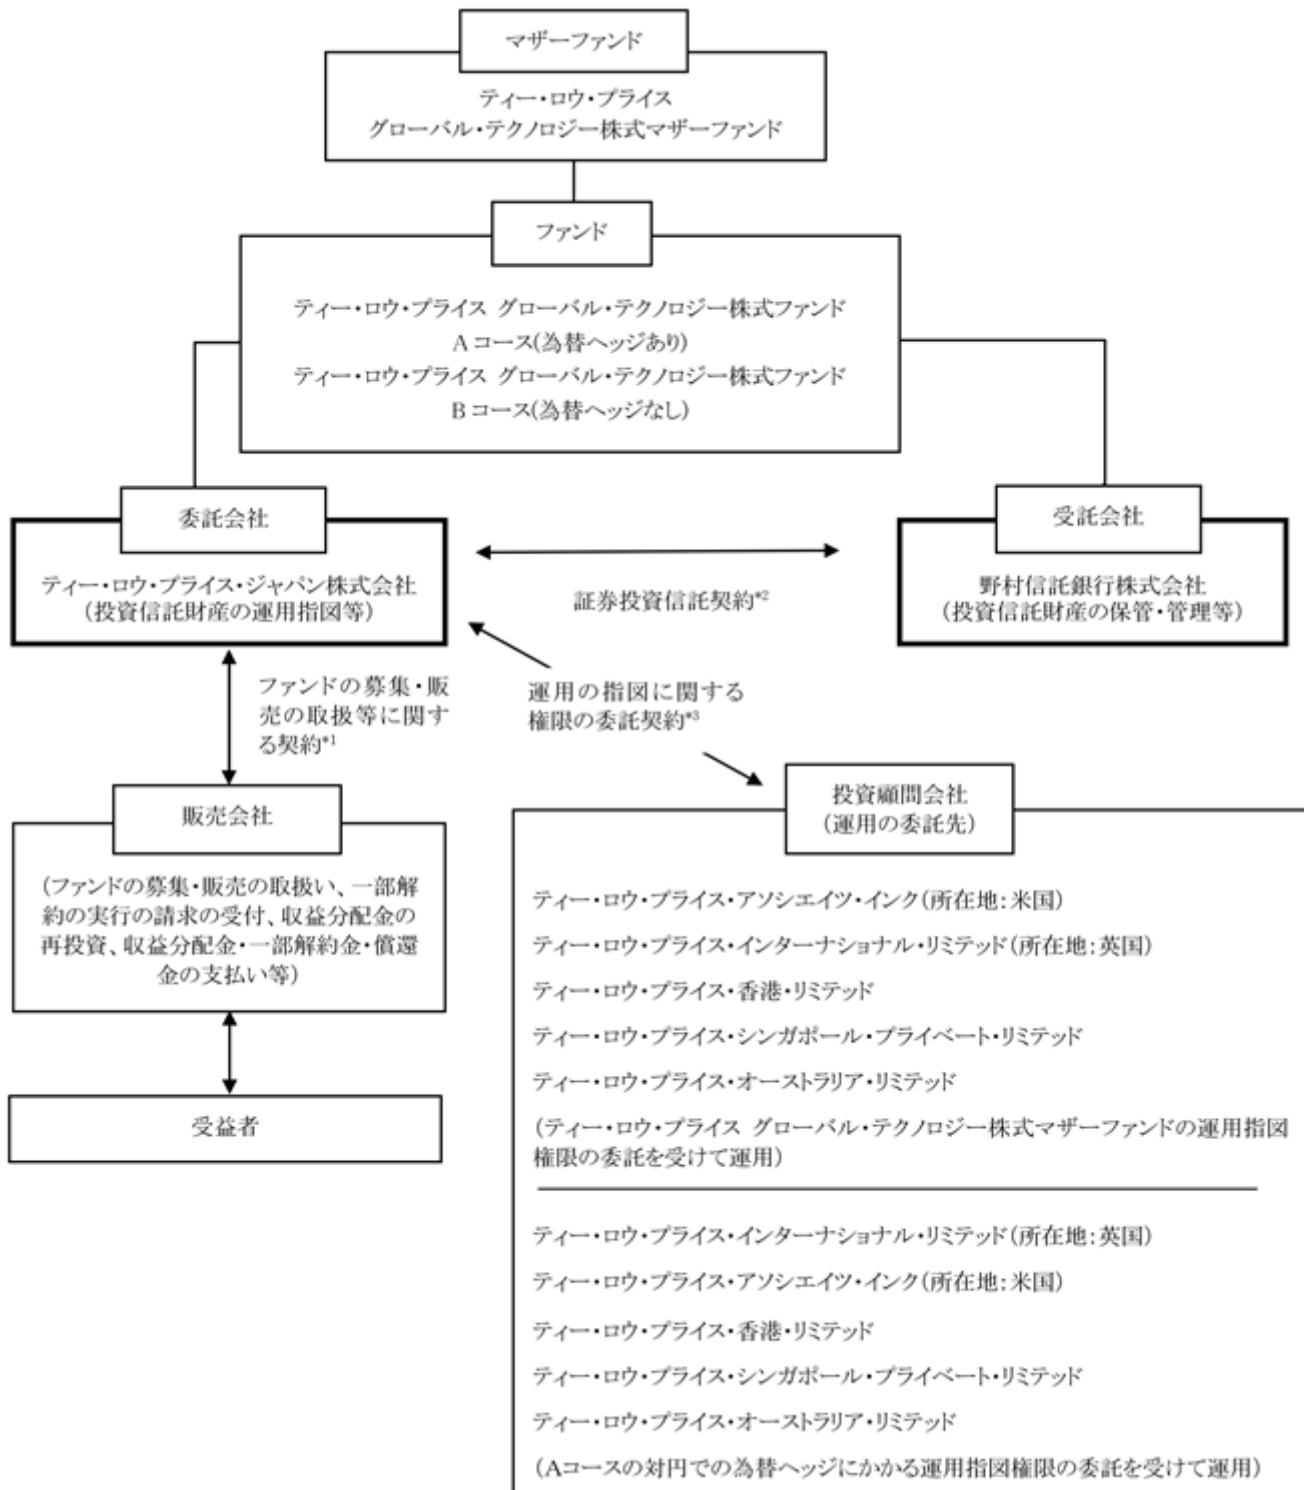 マザーファンド
ティー・ロウ・プライス
グローバル・テクノロジー株式マザーファンド
ファンド
ティー・ロウ・プライス グローバル・テクノロジー株式ファンド
Aコース(為替ヘッジあり)
ティー・ロウ・プライス グローバル・テクノロジー株式ファンド
Bコース(為替ヘッジなし)
委託会社
ティー・ロウ・プライス・ジャパン株式会社
(投資信託財産の運用指図等)
証券投資信託契約*2
受託会社
野村信託銀行株式会社
(投資信託財産の保管・管理等)
ファンドの募集・販
売の取扱等に関す
る契約*1
運用の指図に関する
権限の委託契約*3
販売会社
(ファンドの募集・販売の取扱い、一部解
約の実行の請求の受付、収益分配金の
再投資、収益分配金・一部解約金・償還
金の支払い等)
受益者
投資顧問会社
(運用の委託先)
ティー・ロウ・プライス・アソシエイツ・インク(所在地:米国)
ティー・ロウ・プライス・インターナショナル・リミテッド(所在地:英国)
ティー・ロウ・プライス・香港・リミテッド
ティー・ロウ・プライス・シンガポール・プライベート・リミテッド
ティー・ロウ・プライス・オーストラリア・リミテッド
(ティー・ロウ・プライス グローバル・テクノロジー株式マザーファンドの運用指図
権限の委託を受けて運用)
ティー・ロウ・プライス・インターナショナル・リミテッド(所在地:英国)
ティー・ロウ・プライス・アソシエイツ・インク(所在地:米国)
ティー・ロウ・プライス・香港・リミテッド
ティー・ロウ・プライス・シンガポール・プライベート・リミテッド
ティー・ロウ・プライス・オーストラリア・リミテッド
(Aコースの対円での為替ヘッジにかかる運用指図権限の委託を受けて運用)